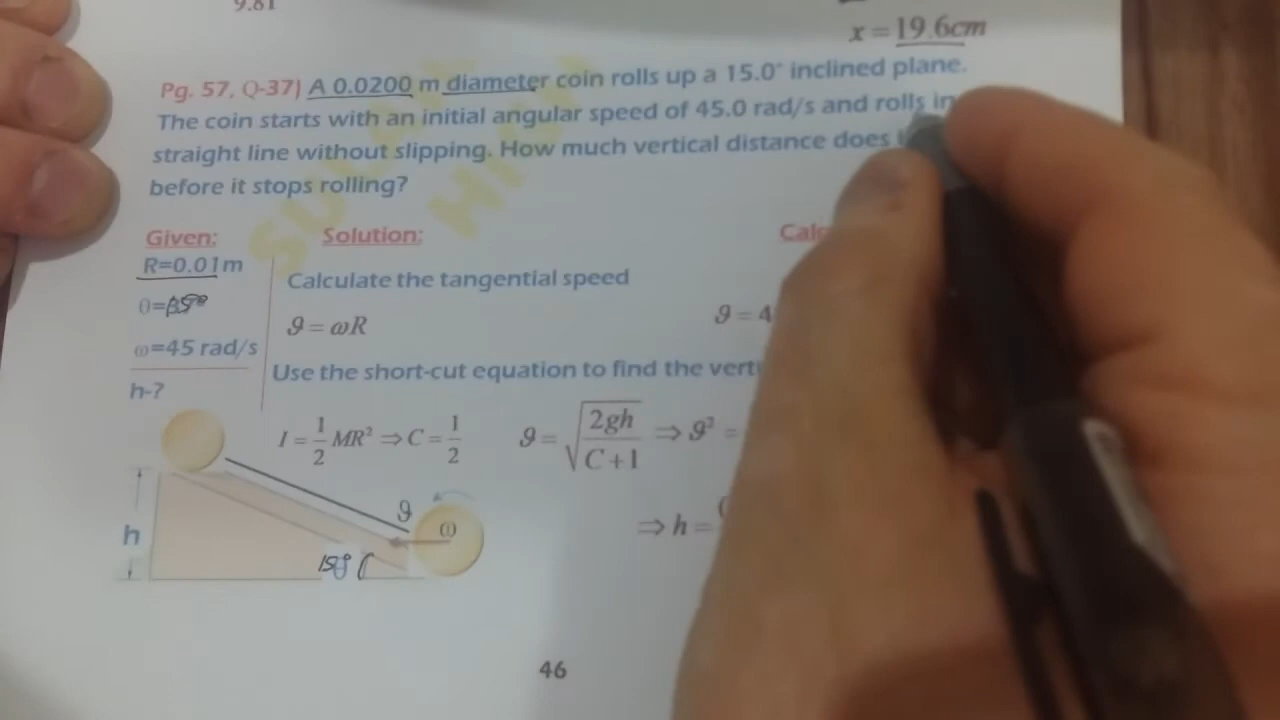 9.81
x = 19.6cm
Pg. 57, Q-37) A 0.0200 m diameter coin rolls up a 15.0° inclined plane.
The coin starts with an initial angular speed of 45.0 rad/s and rolls in
straight line without slipping. How much vertical distance does
before it stops rolling?
Given: Solution:
R=0.01m
Calculate the tangential speed
θ=15°
ϑ = ωR ϑ = 4
ω=45 rad/s
Use the short-cut equation to find the
h-?
I = 1/2 MR² ⇒ C = 1/2 ϑ = √(2gh/(C+1)) ⇒ ϑ² =
ϑ
ω
h
⇒ h =
15°
46